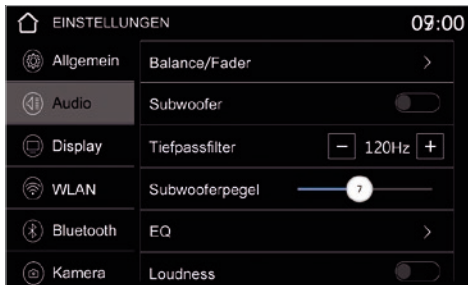 EINSTELLUNGEN 09:00
Allgemein
Audio
Display
WLAN
Bluetooth
Kamera
Balance/Fader
Subwoofer
Tiefpassfilter − 120Hz +
Subwooferpegel 7
EQ
Loudness